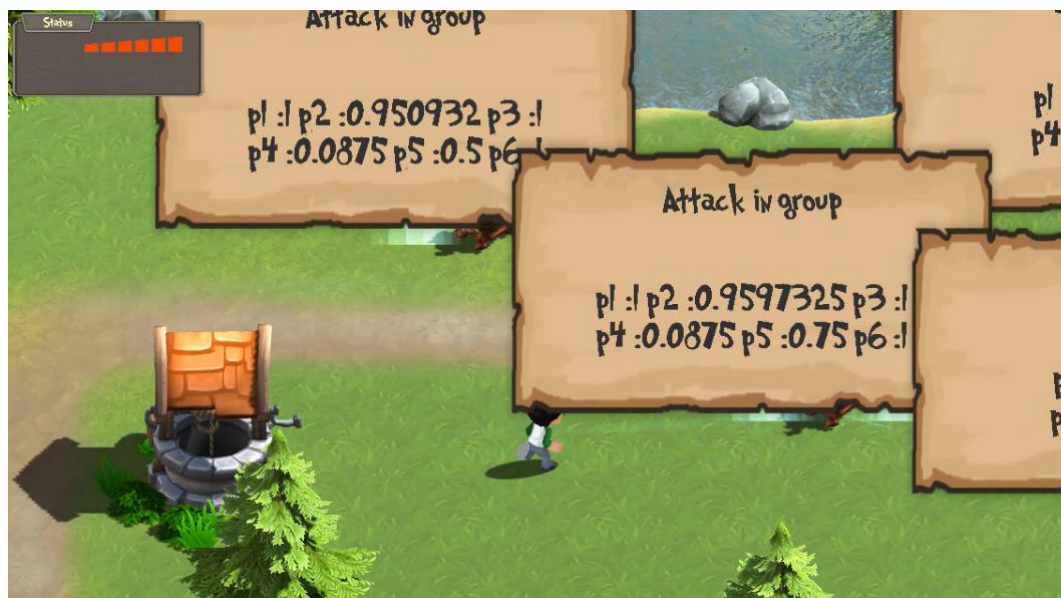 Status
Attack in group
p1 :1 p2 :0.950932 p3 :1
p4 :0.0875 p5 :0.5 p6
Attack in group
p1 :1 p2 :0.9597325 p3 :1
p4 :0.0875 p5 :0.75 p6 :1
p1
p4